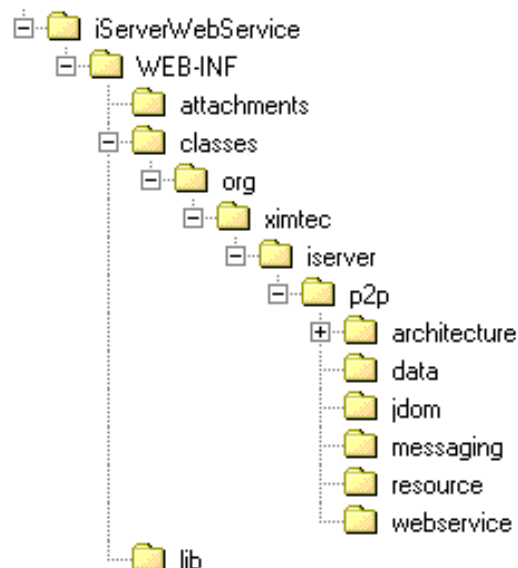 iServerWebService
WEB-INF
attachments
classes
org
ximtec
iserver
p2p
architecture
data
jdom
messaging
resource
webservice
lib